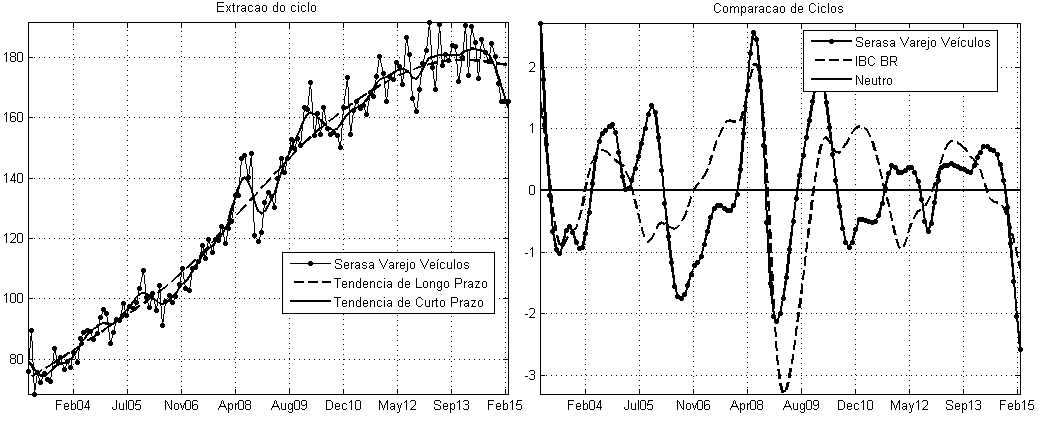 Extracao do ciclo
180
160
140
120
100
80
Feb04 Jul05 Nov06 Apr08 Aug09 Dec10 May12 Sep13 Feb15
Serasa Varejo Veículos
Tendencia de Longo Prazo
Tendencia de Curto Prazo
Comparacao de Ciclos
2
1
0
-1
-2
-3
Feb04 Jul05 Nov06 Apr08 Aug09 Dec10 May12 Sep13 Feb15
Serasa Varejo Veículos
IBC BR
Neutro